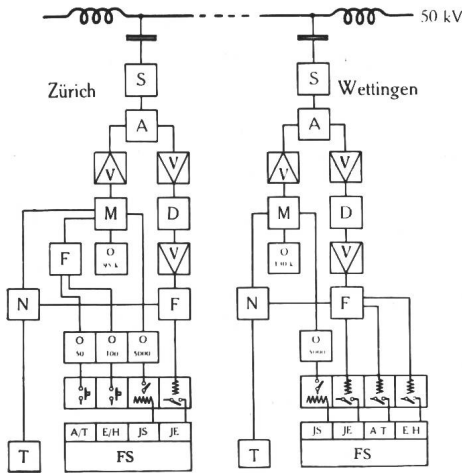 50 kV
Zürich
Wettingen
S
S
A
A
V
V
V
V
M
D
M
D
F
O
V
O
V
N
F
N
F
O
50
O
100
O
5000
O
5000
T
A/T
E/H
JS
JE
FS
T
JS
JE
A T
E H
FS